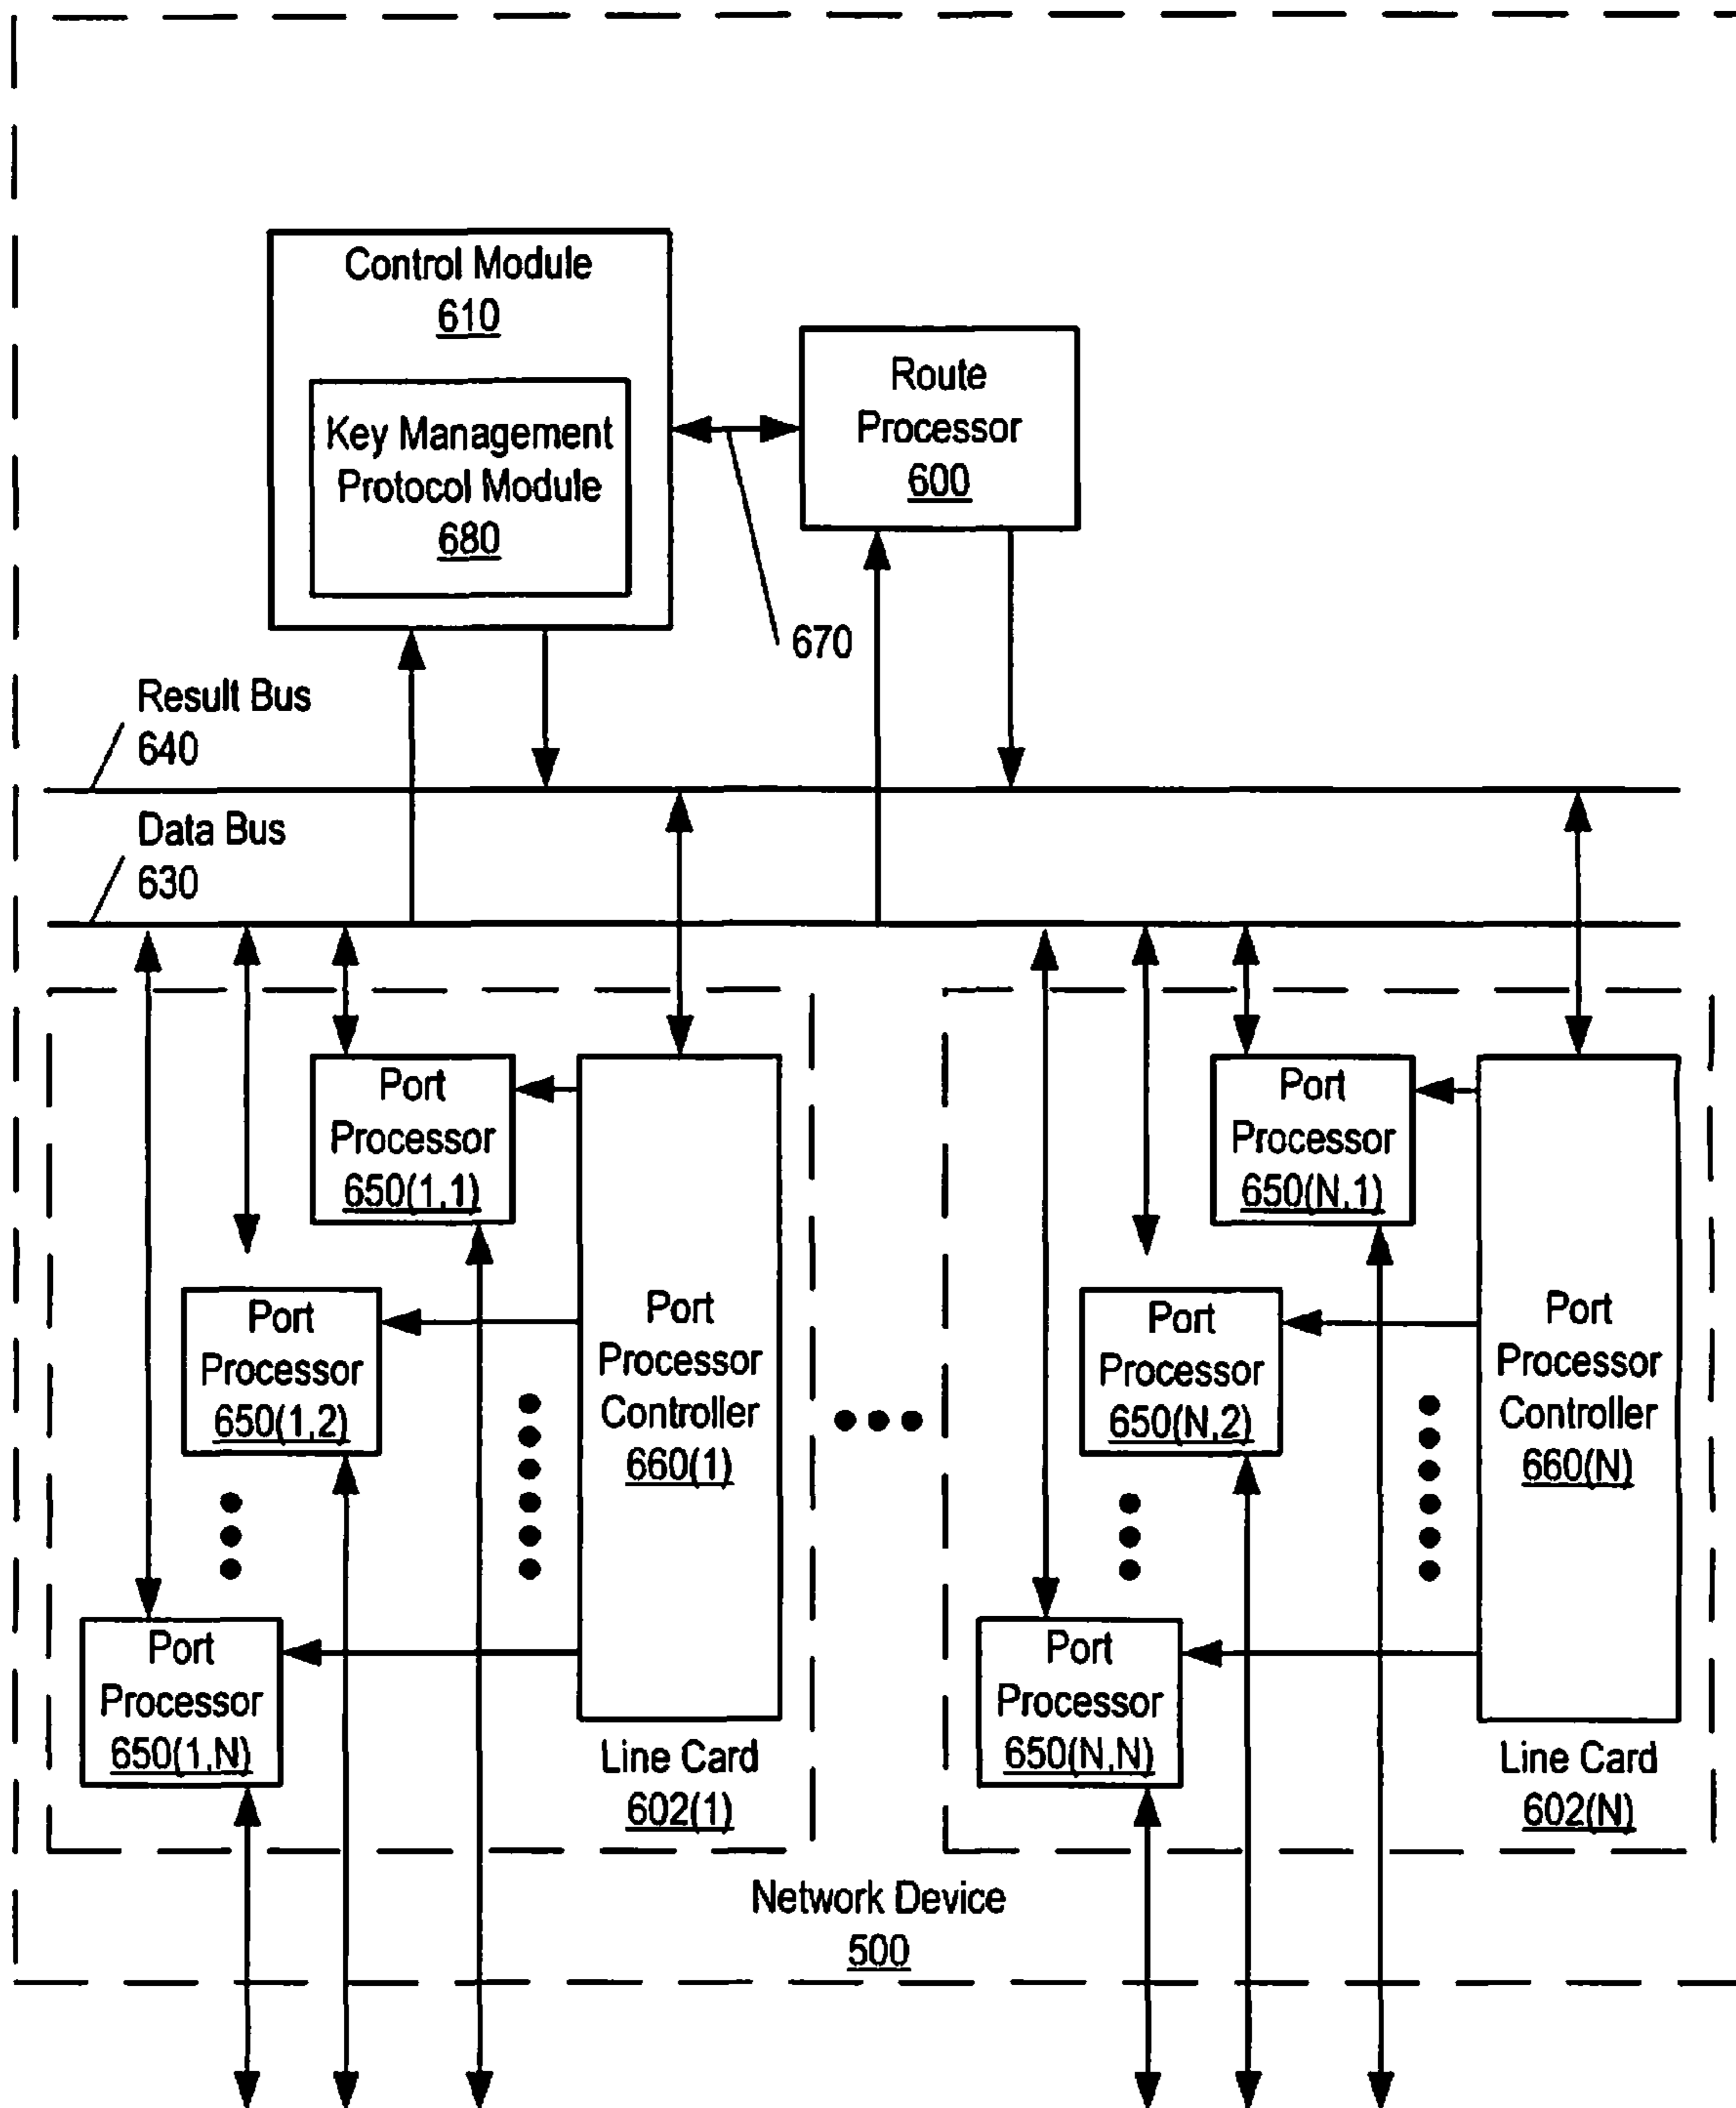 Control Module
610
Key Management
Protocol Module
680
Route
Processor
600
670
Result Bus
640
Data Bus
630
Port
Processor
650(1,1)
Port
Processor
650(1,2)
Port
Processor
650(1,N)
Port
Processor
Controller
660(1)
Line Card
602(1)
Port
Processor
650(N,1)
Port
Processor
650(N,2)
Port
Processor
650(N,N)
Port
Processor
Controller
660(N)
Line Card
602(N)
Network Device
500